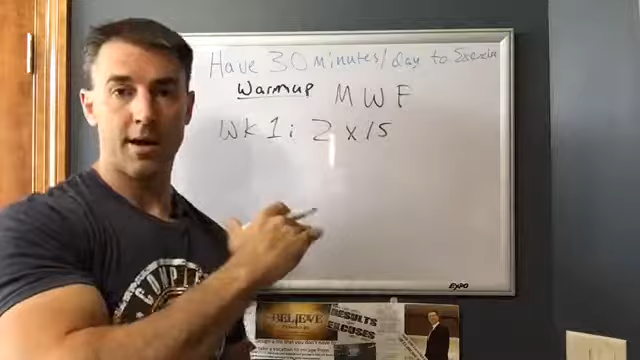 Have 30 minutes/day to Exercise
Warmup MWF
Wk 1: 2 x 15
EXPO
BELIEVE
RESULTS
EXCUSES